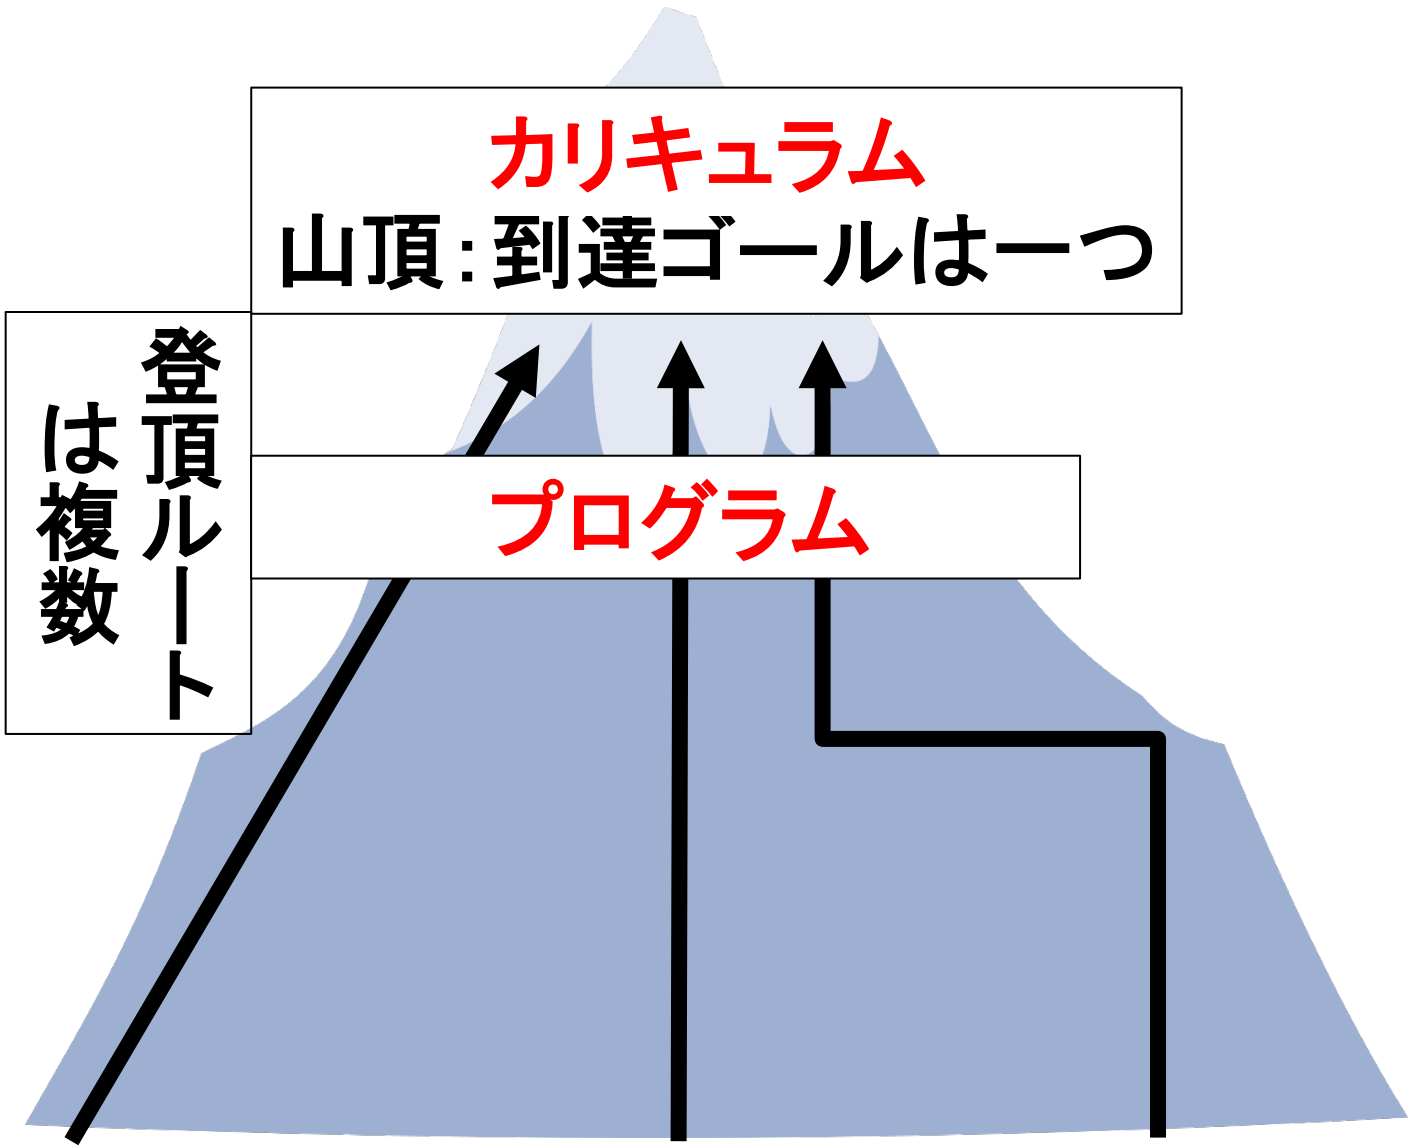 カリキュラム
山頂：到達ゴールは一つ
登頂ルート
は複数
プログラム